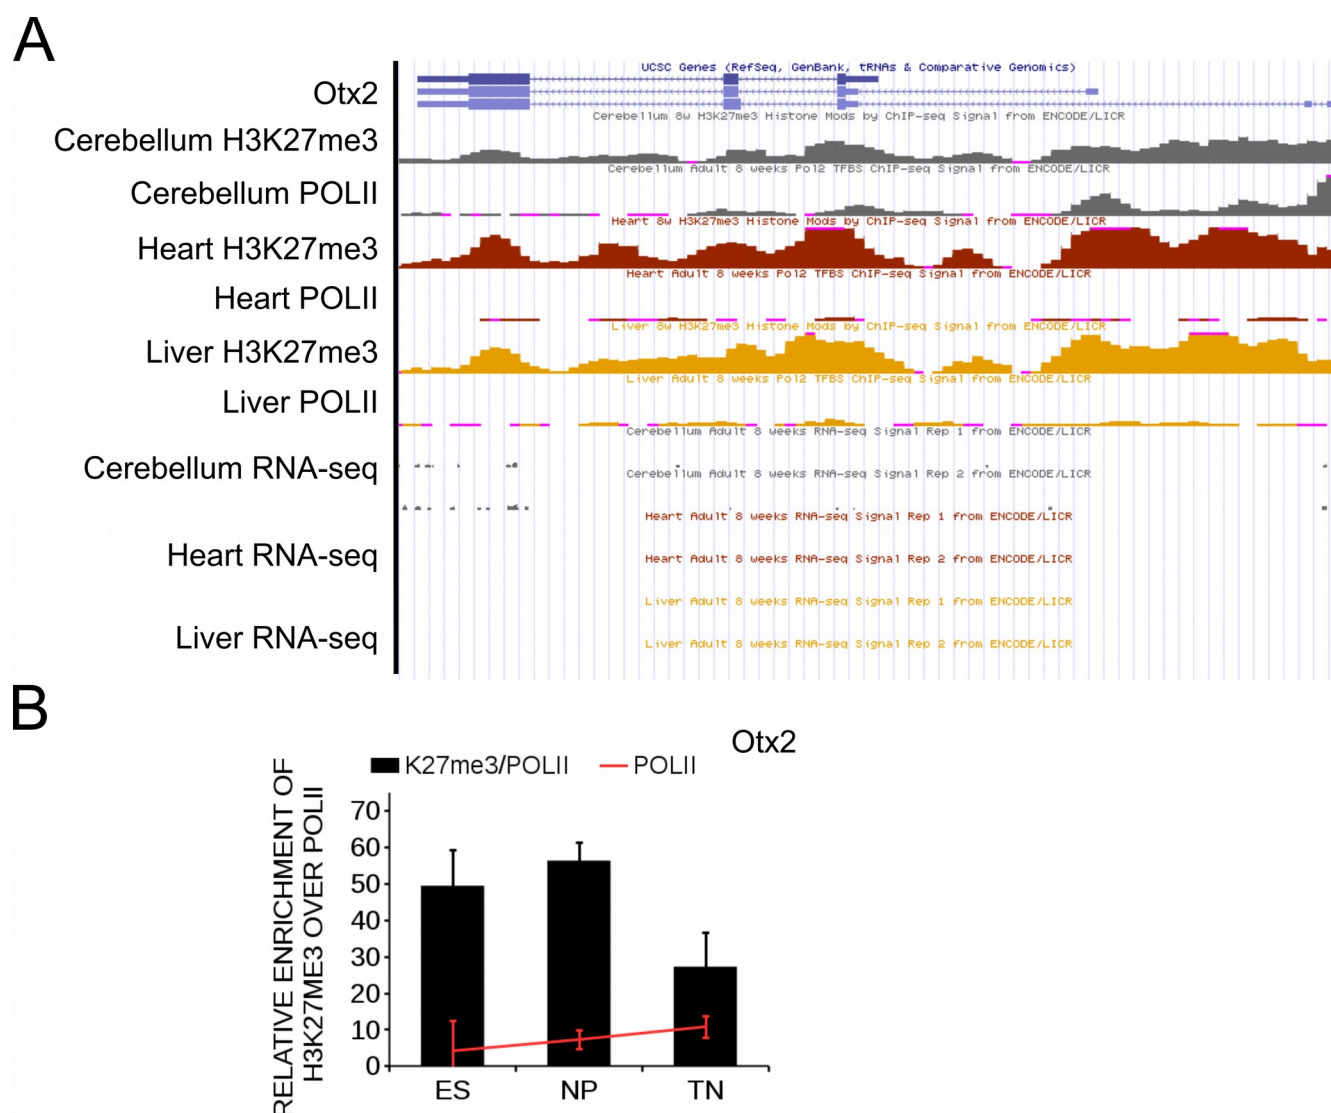 A
UCSC Genes (RefSeq, GenBank, tRNAs & Comparative Genomics)
Otx2
Cerebellum 8w H3K27me3 Histone Mods by ChIP-seq Signal from ENCODE/LICR
Cerebellum H3K27me3
Cerebellum Adult 8 weeks Pol2 TFBS ChIP-seq Signal from ENCODE/LICR
Cerebellum POLII
Heart 8w H3K27me3 Histone Mods by ChIP-seq Signal from ENCODE/LICR
Heart H3K27me3
Heart Adult 8 weeks Pol2 TFBS ChIP-seq Signal from ENCODE/LICR
Heart POLII
Liver 8w H3K27me3 Histone Mods by ChIP-seq Signal from ENCODE/LICR
Liver H3K27me3
Liver Adult 8 weeks Pol2 TFBS ChIP-seq Signal from ENCODE/LICR
Liver POLII
Cerebellum Adult 8 weeks RNA-seq Signal Rep 1 from ENCODE/LICR
Cerebellum RNA-seq
Cerebellum Adult 8 weeks RNA-seq Signal Rep 2 from ENCODE/LICR
Heart Adult 8 weeks RNA-seq Signal Rep 1 from ENCODE/LICR
Heart RNA-seq
Heart Adult 8 weeks RNA-seq Signal Rep 2 from ENCODE/LICR
Liver Adult 8 weeks RNA-seq Signal Rep 1 from ENCODE/LICR
Liver RNA-seq
Liver Adult 8 weeks RNA-seq Signal Rep 2 from ENCODE/LICR
B
Otx2
K27me3/POLII
POLII
RELATIVE ENRICHMENT OF
H3K27ME3 OVER POLII
70
60
50
40
30
20
10
0
ES NP TN